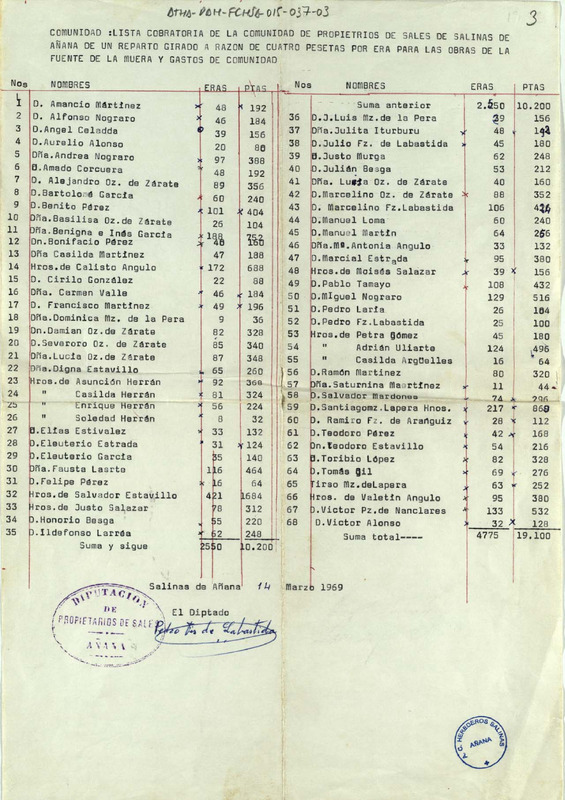 ATHA-DAH-FCHSA-015-037-03
3
COMUNIDAD :LISTA COBRATORIA DE LA COMUNIDAD DE PROPIETRIOS DE SALES DE SALINAS DE
AÑANA DE UN REPARTO GIRADO A RAZON DE CUATRO PESETAS POR ERA PARA LAS OBRAS DE LA
FUENTE DE LA MUERA Y GASTOS DE COMUNIDAD
Nos NOMBRES ERAS PTAS
1 D. Amancio Mártinez x 48 x 192
2 D. Alfonso Nograro 46 184
3 D.Angel Celadda 39 156
4 D.Aurelio Alonso 20 80
5 Dña.Andrea Nograro x 97 x 388
6 D.Amado Corcuera 48 192
7 D. Alejandro Oz. de Zárate 89 356
8 D.Bartolomé García x 60 240
9 D.Benito Pérez x 101 x 404
10 Dña.Basilisa Oz.de Zárate 26 104
11 Dña.Benigna e Inés García x 188 752
12 Dn.Bonifacio Pérez x 40 160
13 Dña Casilda Martínez 47 188
14 Hros.de Calisto Angulo x 172 688
15 D. Cirilo González 22 88
16 Dña. Carmen Valle x 46 x 184
17 D. Francisco Martínez x 49 x 196
18 Dña.Dominica Mz. de la Pera 9 36
19 Dn.Damian Oz.de Zárate 82 328
20 D.Severoro Oz. de Zárate 85 340
21 Dña.Lucía Oz.de Zárate 87 348
22 Dña.Digna Estavillo x 65 260
23 Hros.de Asunción Herrán x 92 368
24 " Casilda Herrán x 81 324
25 " Enrique Herrán x 56 224
26 " Soledad Herrán x 8 32
27 D.Elías Estivalez x 33 132
28 D.Eleuterio Estrada x 31 x 124
29 D.Eleuterio García 35 140
30 Dña.Fausta Lasrte 116 464
31 D.Felipe Pérez x 16 64
32 Hros.de Salvador Estavillo 421 1684
33 Hros.de Justo Salazar 78 312
34 D.Honorio Besga 55 220
35 D.Ildefonso Larréa x 62 248
Suma y sigue 2550 10.200
Nos NOMBRES ERAS PTAS
Suma anterior 2.550 10.200
36 D.J.Luis Mz.de la Pera 39 156
37 Dña.Julita Iturburu x 48 192
38 D.Julio Fz. de Labastida x 45 180
39 D.Justo Murga 62 248
40 D.Julián Besga 53 212
41 Dña. Lucía Oz.de Zárate 40 160
42 D.Marcelino Oz. de Zárate x 88 352
43 D. Marcelino Fz.Labastida 106 424
44 D.Manuel Loma 60 240
45 D.Manuel Martín 64 256
46 Dña.Mª.Antonia Angulo 33 132
47 D.Marcial Estrada x 95 380
48 Hros.de Moisés Salazar 39 x 156
49 D.Pablo Tamayo x 108 432
50 D.MIguel Nograro 129 516
51 D.Pedro Laría 26 104
52 D.Pedro Fz.Labastida 25 100
53 Hros.de Petra Gómez 45 180
54 " Adrián Uliarte 124 496
55 " Casilda Argüelles 16 64
56 D.Ramón Martinez 80 320
57 Dña.Saturnina Maartínez x 11 44
58 D.Salvador Mardones 74 296
59 D.Santiagomz.Lapera Hnos. x 217 x 868
60 D. Ramiro Fz. de Aranguiz x 28 x 112
61 D.Teodoro Pérez x 42 x 168
62 Dn.Teodoro Estavillo x 54 216
63 D.Toribio López x 82 328
64 D.Tomás Gil x 69 276
65 Tirso Mz.deLapera x 63 x 252
66 Hros. de Valetín Angulo x 95 380
67 D.Victor Pz.de Nanclares x 133 532
68 D.Victor Alonso x 32 x 128
Suma total---- 4775 19.100
Salinas de Añana 14 Marzo 1969
El Diptado
Pedro Fz de Labastida
DIPUTACION
DE
PROPIETARIOS DE SALES
AÑANA
A. C. HEREDEROS SALINAS
AÑANA